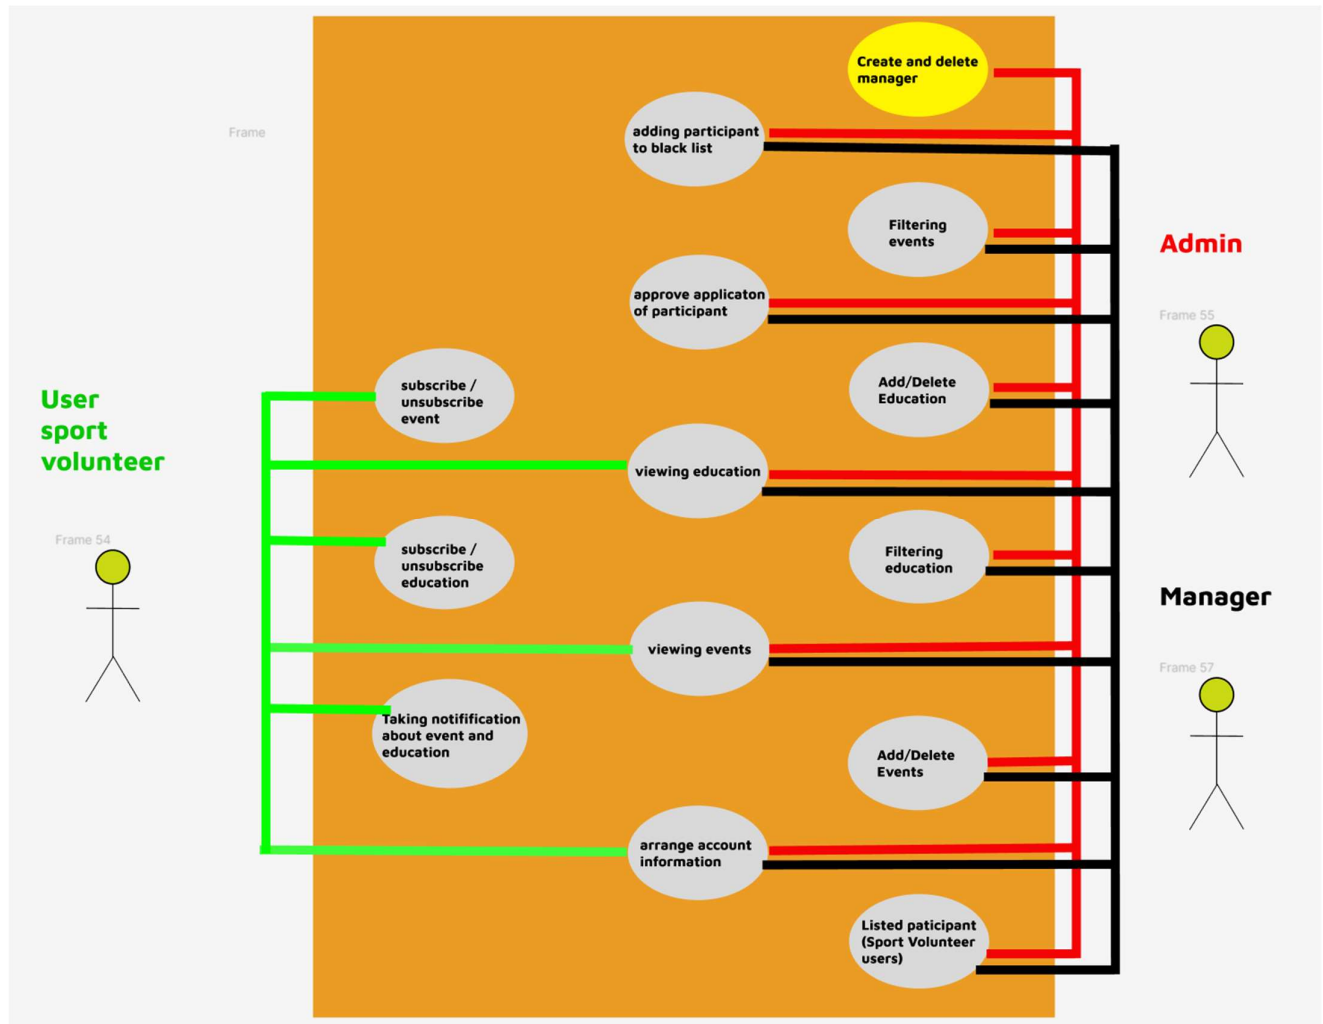 Create and delete
manager
Frame
adding participant
to black list
Filtering
events
Admin
approve applicaton
of participant
Frame 55
subscribe /
unsubscribe
event
Add/Delete
Education
User
sport
volunteer
viewing education
Frame 54
subscribe /
unsubscribe
education
Filtering
education
Manager
viewing events
Frame 57
Taking notifification
about event and
education
Add/Delete
Events
arrange account
information
Listed paticipant
(Sport Volunteer
users)